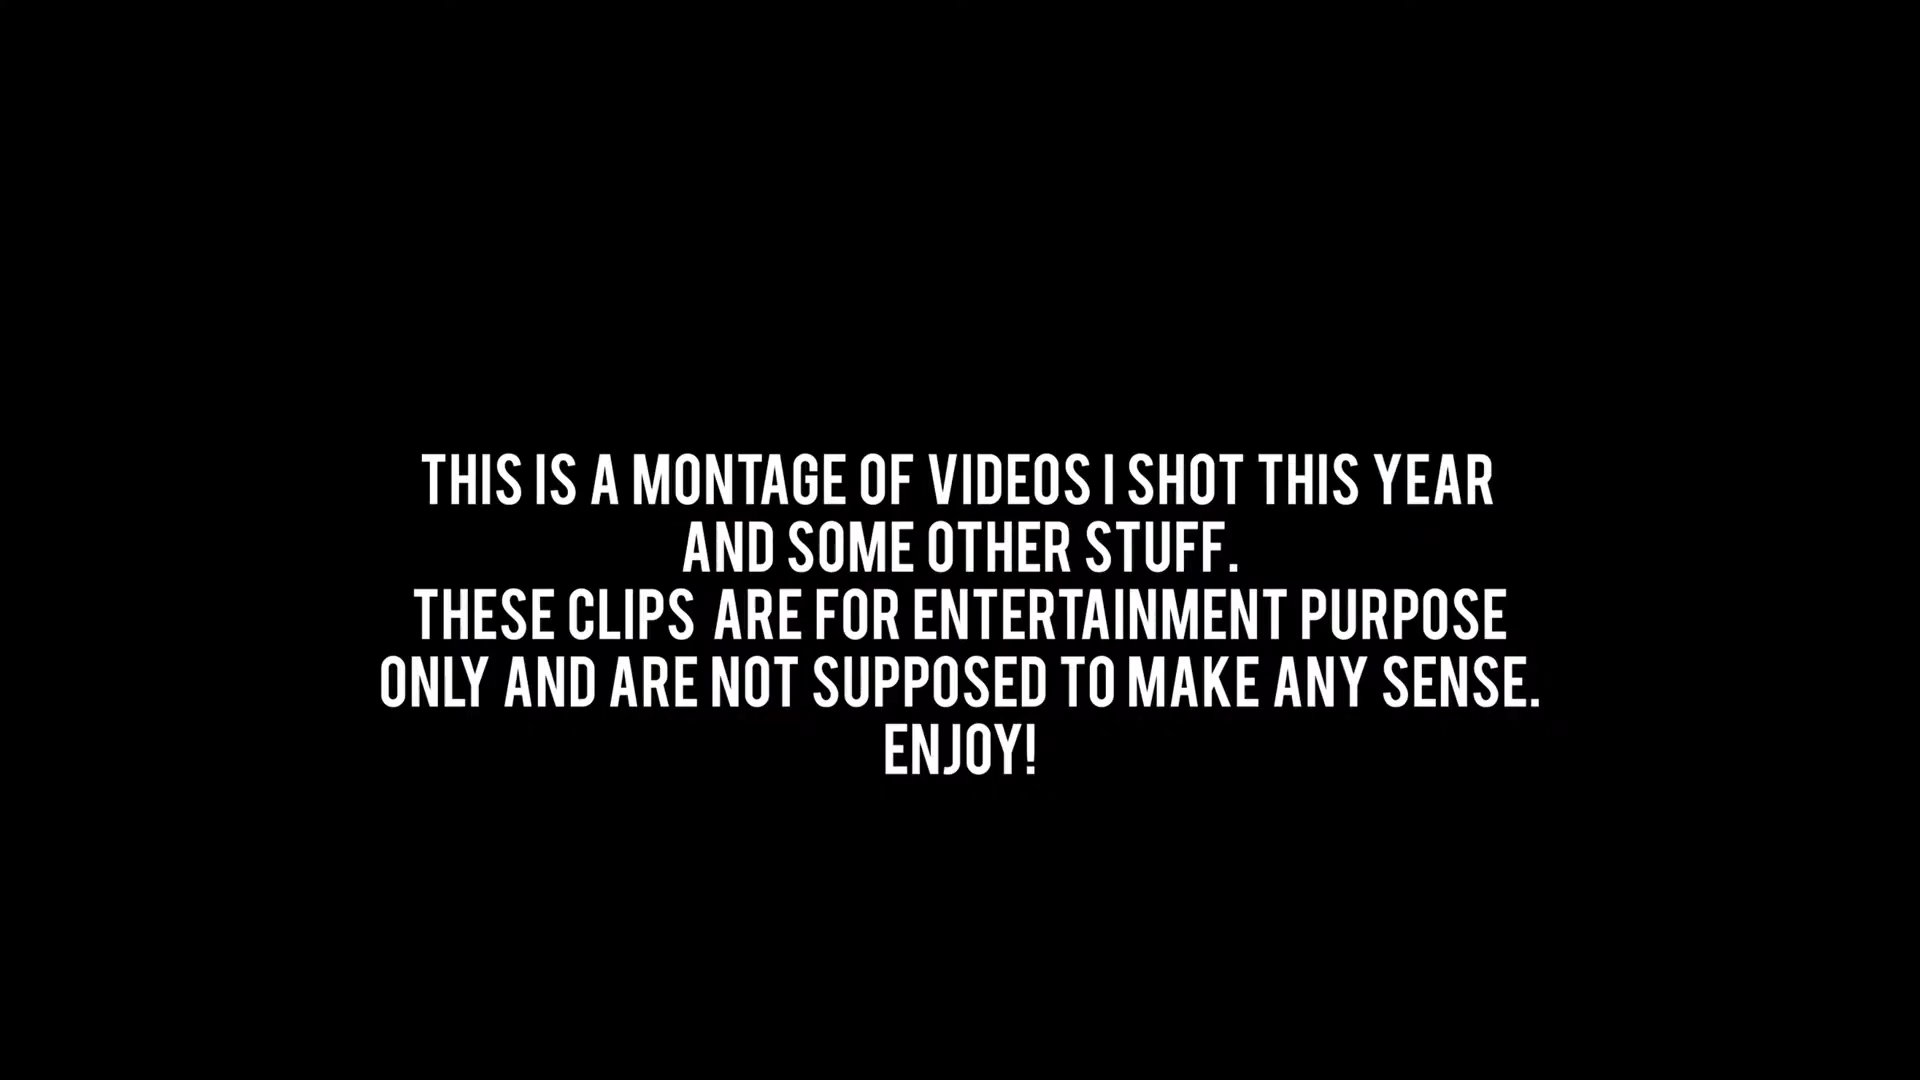 THIS IS A MONTAGE OF VIDEOS I SHOT THIS YEAR
AND SOME OTHER STUFF.
THESE CLIPS ARE FOR ENTERTAINMENT PURPOSE
ONLY AND ARE NOT SUPPOSED TO MAKE ANY SENSE.
ENJOY!